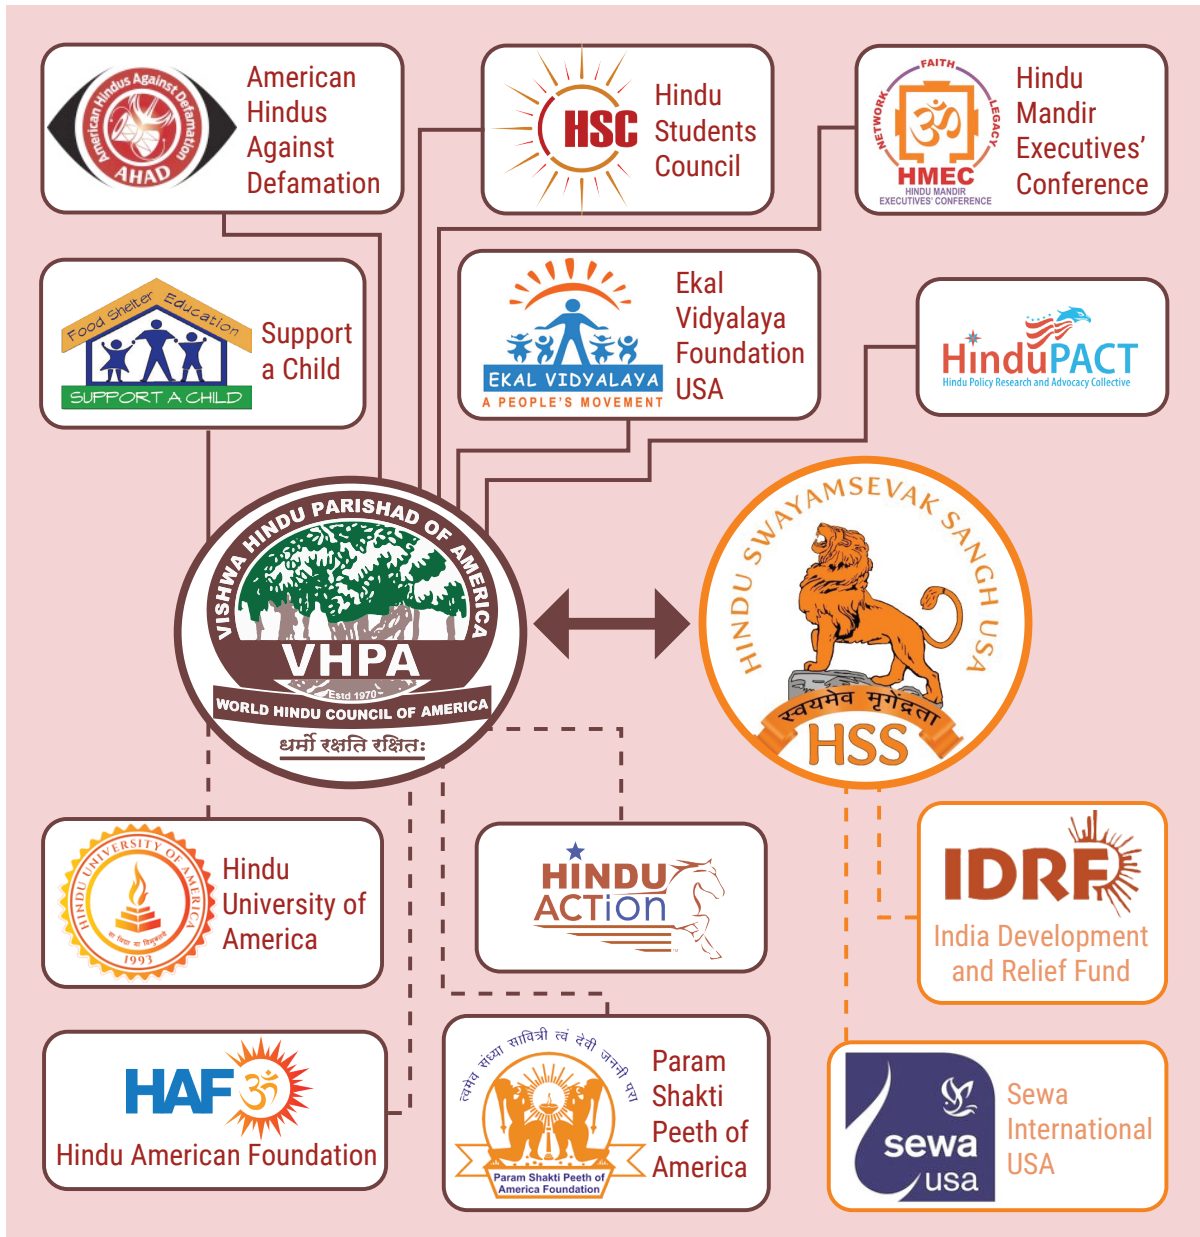 American Hindus Against Defamation
AHAD
American
Hindus
Against
Defamation
HSC
Hindu
Students
Council
NETWORK
FAITH
LEGACY
HMEC
HINDU MANDIR
EXECUTIVES' CONFERENCE
Hindu
Mandir
Executives’
Conference
Food Shelter Education
SUPPORT A CHILD
Support
a Child
EKAL VIDYALAYA
A PEOPLE'S MOVEMENT
Ekal
Vidyalaya
Foundation
USA
HinduPACT
Hindu Policy Research and Advocacy Collective
VISHWA HINDU PARISHAD OF AMERICA
VHPA
Estd 1970
WORLD HINDU COUNCIL OF AMERICA
धर्मो रक्षति रक्षित:
HINDU SWAYAMSEVAK SANGH USA
स्वयमेव मृगेंद्रता
HSS
HINDU UNIVERSITY OF AMERICA
सा विद्या या विमुक्तये
1993
Hindu
University of
America
HINDU
ACTion
IDRF
India Development
and Relief Fund
HAF
ॐ
Hindu American Foundation
त्वमेव संध्या सावित्री त्वं देवी जननी परा
Param Shakti Peeth of
America Foundation
Param
Shakti
Peeth of
America
sewa
usa
Sewa
International
USA